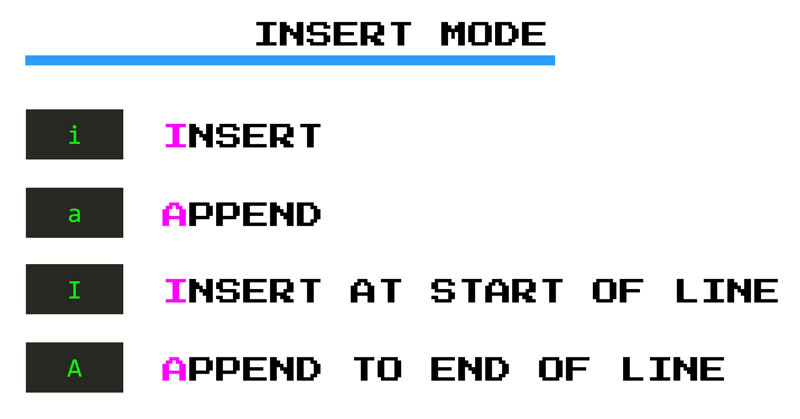 INSERT MODE
i INSERT
a APPEND
I INSERT AT START OF LINE
A APPEND TO END OF LINE